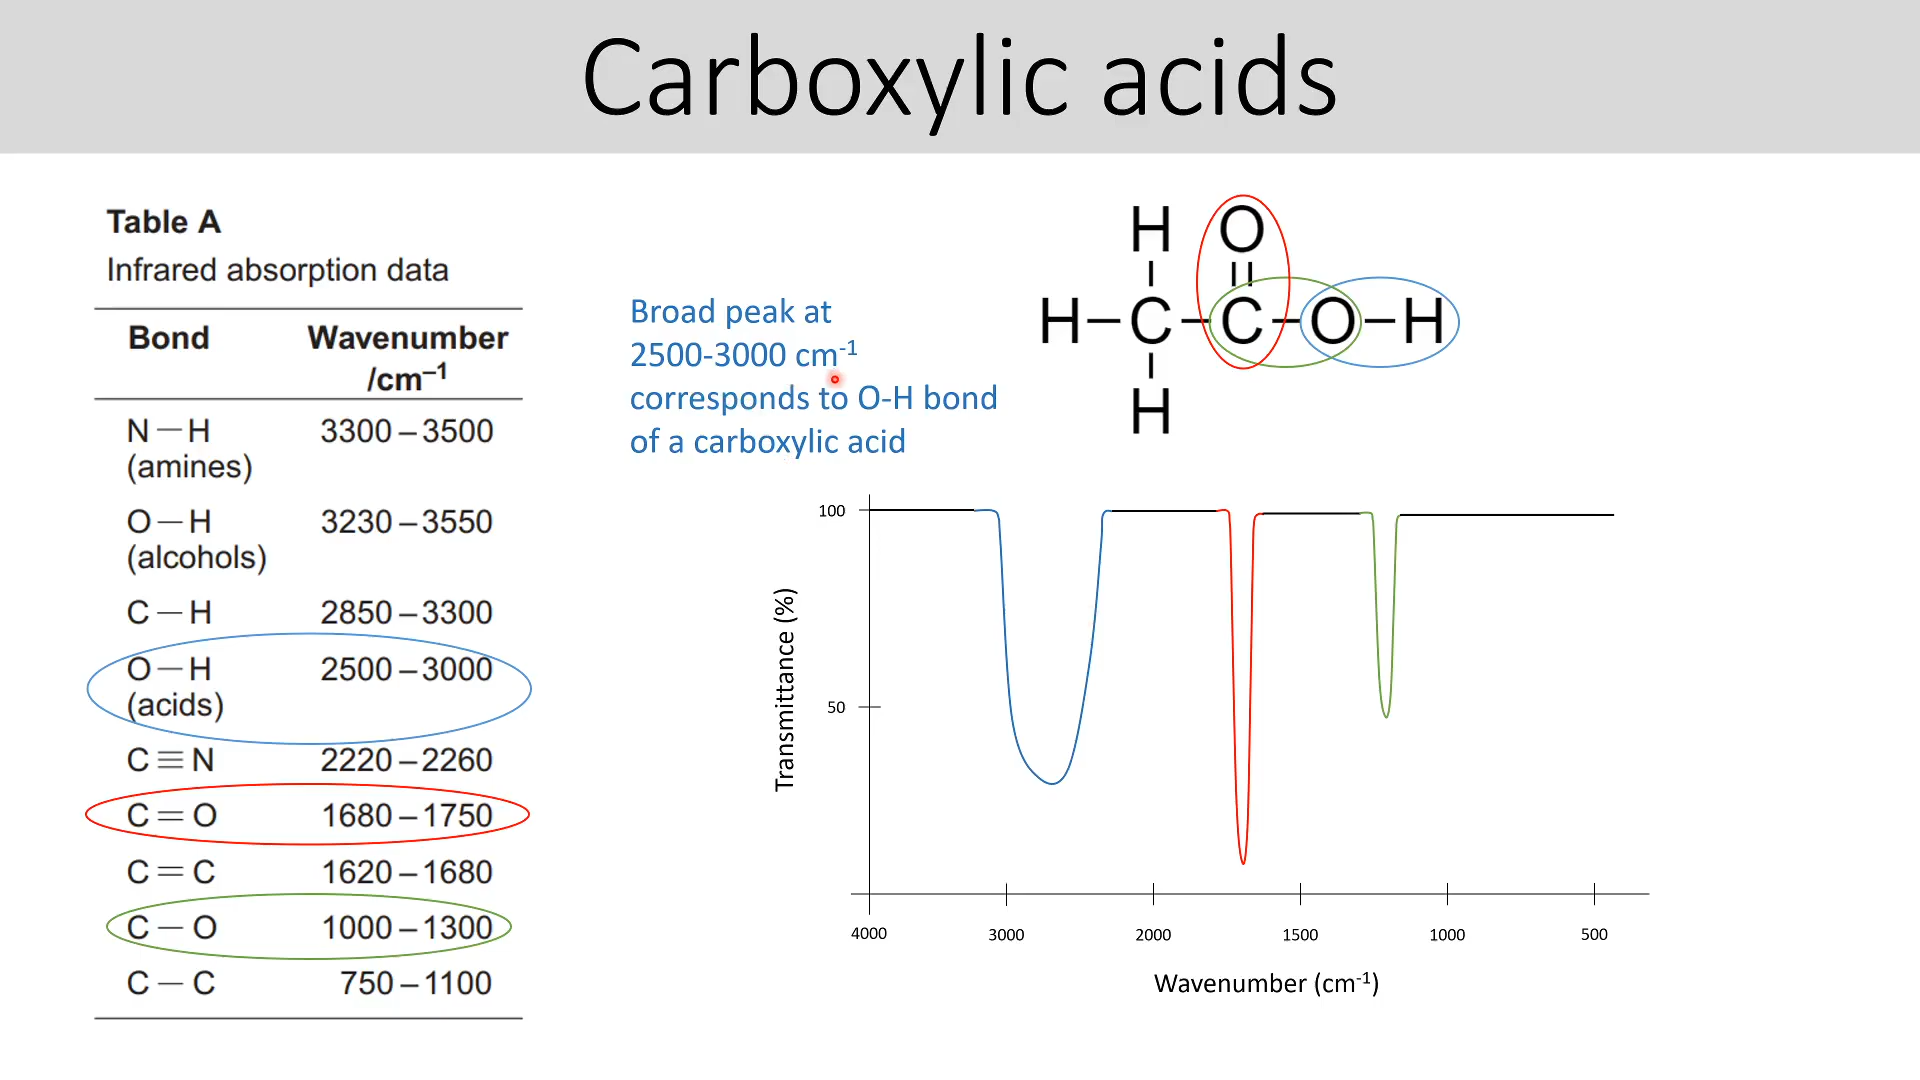 Carboxylic acids
Table A
Infrared absorption data
Bond Wavenumber
/cm⁻¹
N — H 3300 – 3500
(amines)
O — H 3230 – 3550
(alcohols)
C — H 2850 – 3300
O — H 2500 – 3000
(acids)
C ≡ N 2220 – 2260
C = O 1680 – 1750
C = C 1620 – 1680
C — O 1000 – 1300
C — C 750 – 1100
Broad peak at
2500-3000 cm⁻¹
corresponds to O-H bond
of a carboxylic acid
H O
H – C – C – O – H
H
100
50
Transmittance (%)
4000 3000 2000 1500 1000 500
Wavenumber (cm⁻¹)